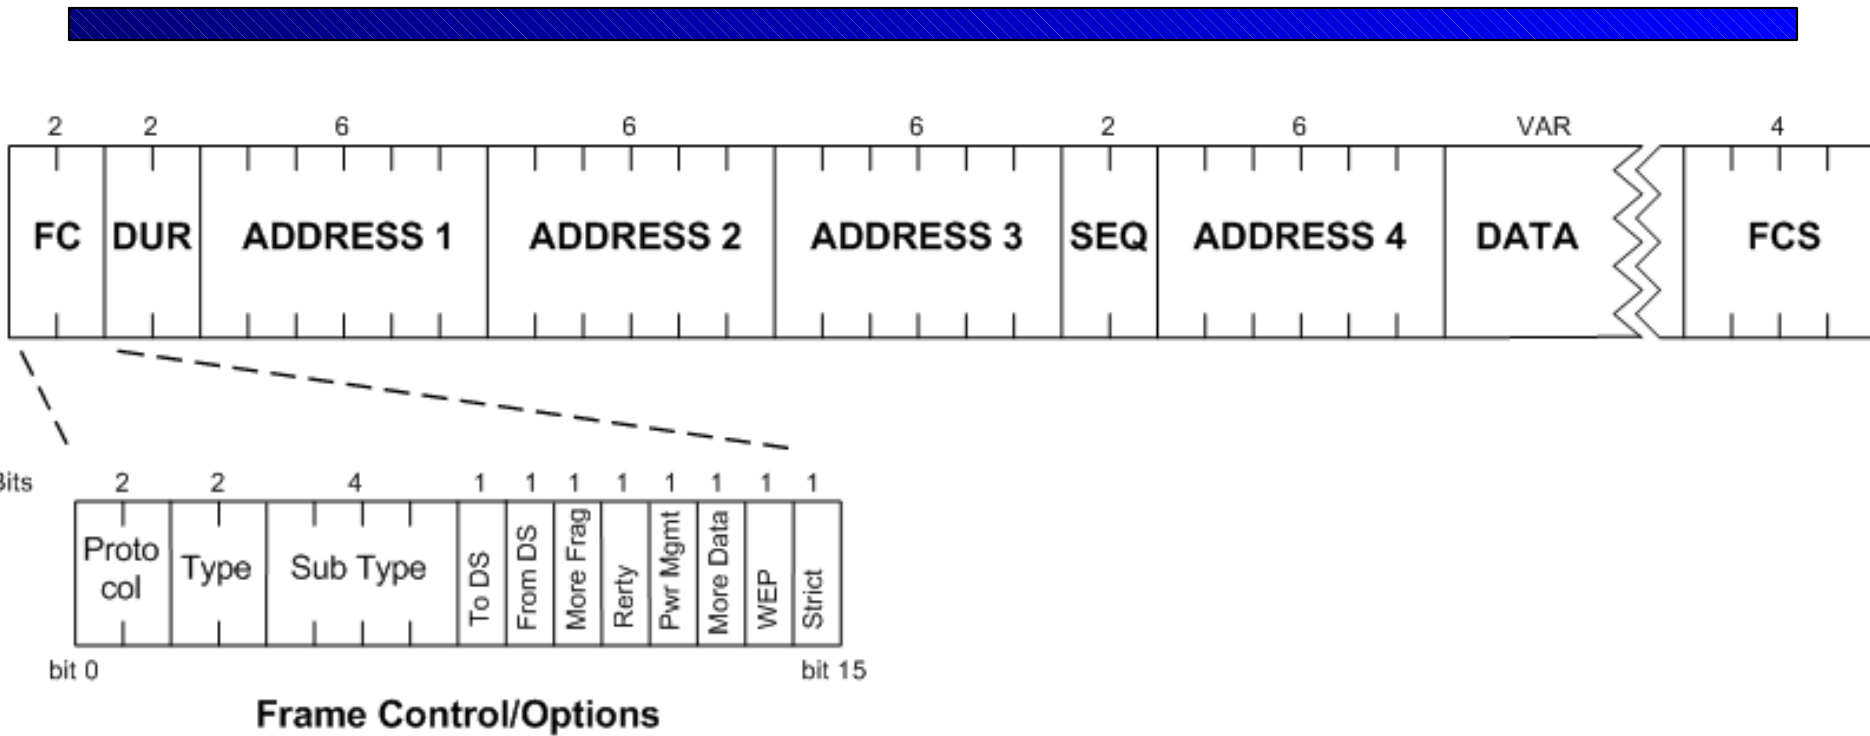 2 2 6 6 6 2 6 VAR 4
FC DUR ADDRESS 1 ADDRESS 2 ADDRESS 3 SEQ ADDRESS 4 DATA FCS
Bits 2 2 4 1 1 1 1 1 1 1 1
Proto
col
Type
Sub Type
To DS
From DS
More Frag
Rerty
Pwr Mgmt
More Data
WEP
Strict
bit 0 bit 15
Frame Control/Options